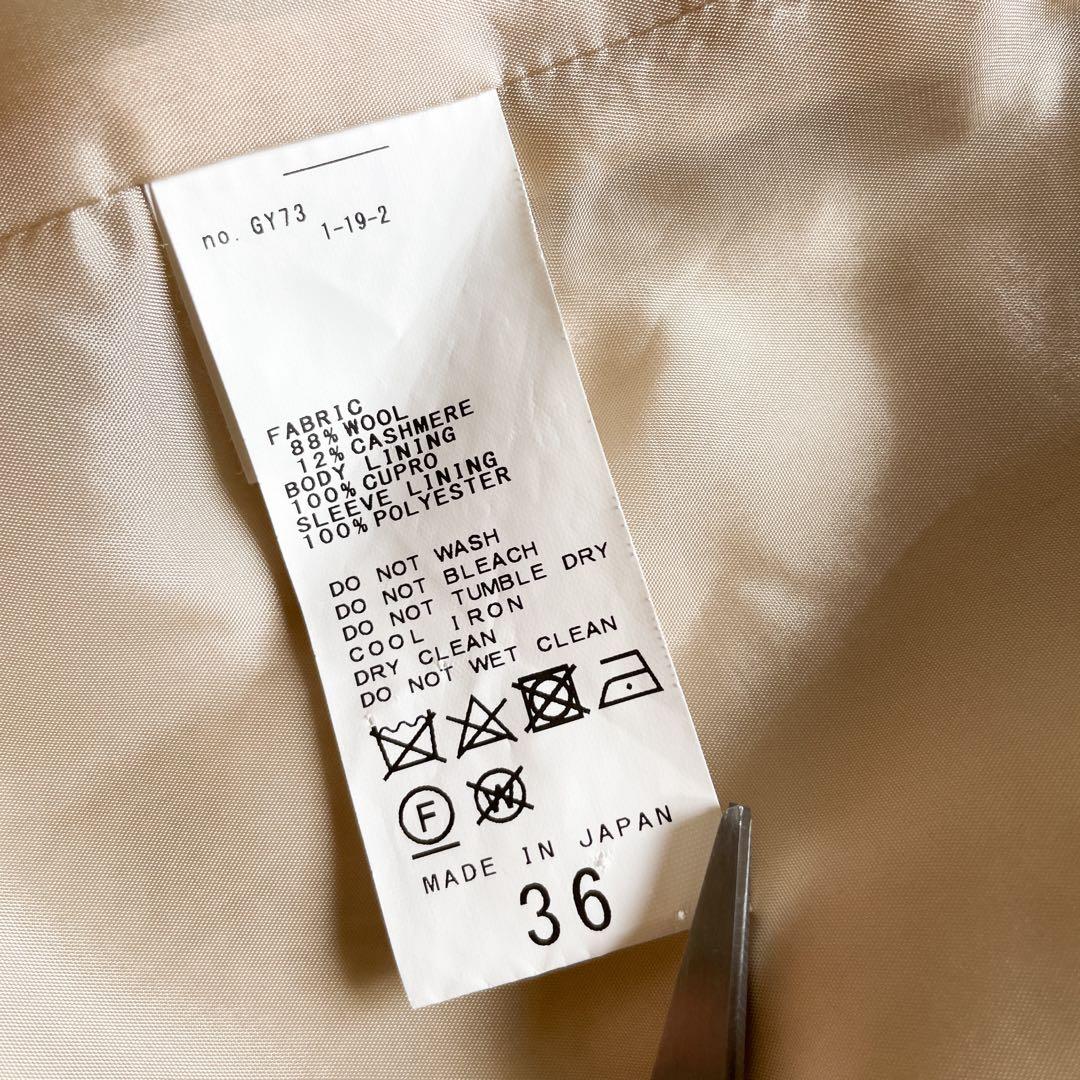 no. GY73
1-19-2
FABRIC
88% WOOL
12% CASHMERE
BODY LINING
100% CUPRO
SLEEVE LINING
100% POLYESTER
DO NOT WASH
DO NOT BLEACH
DO NOT TUMBLE DRY
COOL IRON
DRY CLEAN
DO NOT WET CLEAN
F W
MADE IN JAPAN
36